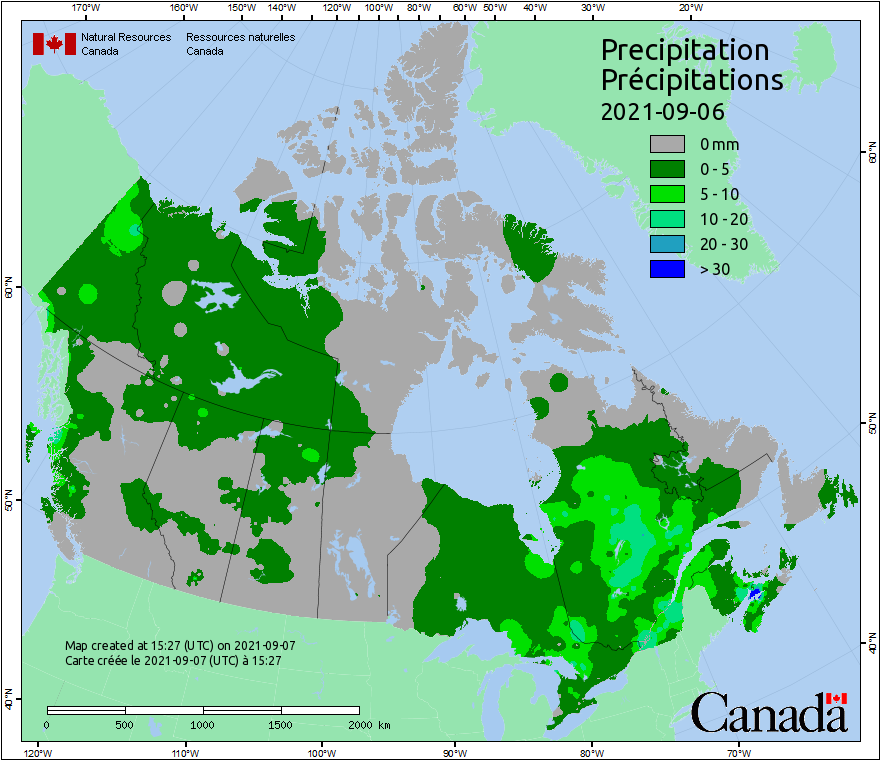 170°W 160°W 150°W 140°W 130°W 120°W 110°W 100°W 90°W 80°W 60°W 50°W 40°W 30°W 20°W
Natural Resources Canada
Ressources naturelles Canada
Precipitation
Précipitations
2021-09-06
0 mm
0 - 5
5 - 10
10 - 20
20 - 30
> 30
60°N
50°N
40°N
60°N
50°N
40°N
Map created at 15:27 (UTC) on 2021-09-07
Carte créée le 2021-09-07 (UTC) à 15:27
0 500 1000 1500 2000 km
Canada
120°W 110°W 100°W 90°W 80°W 70°W